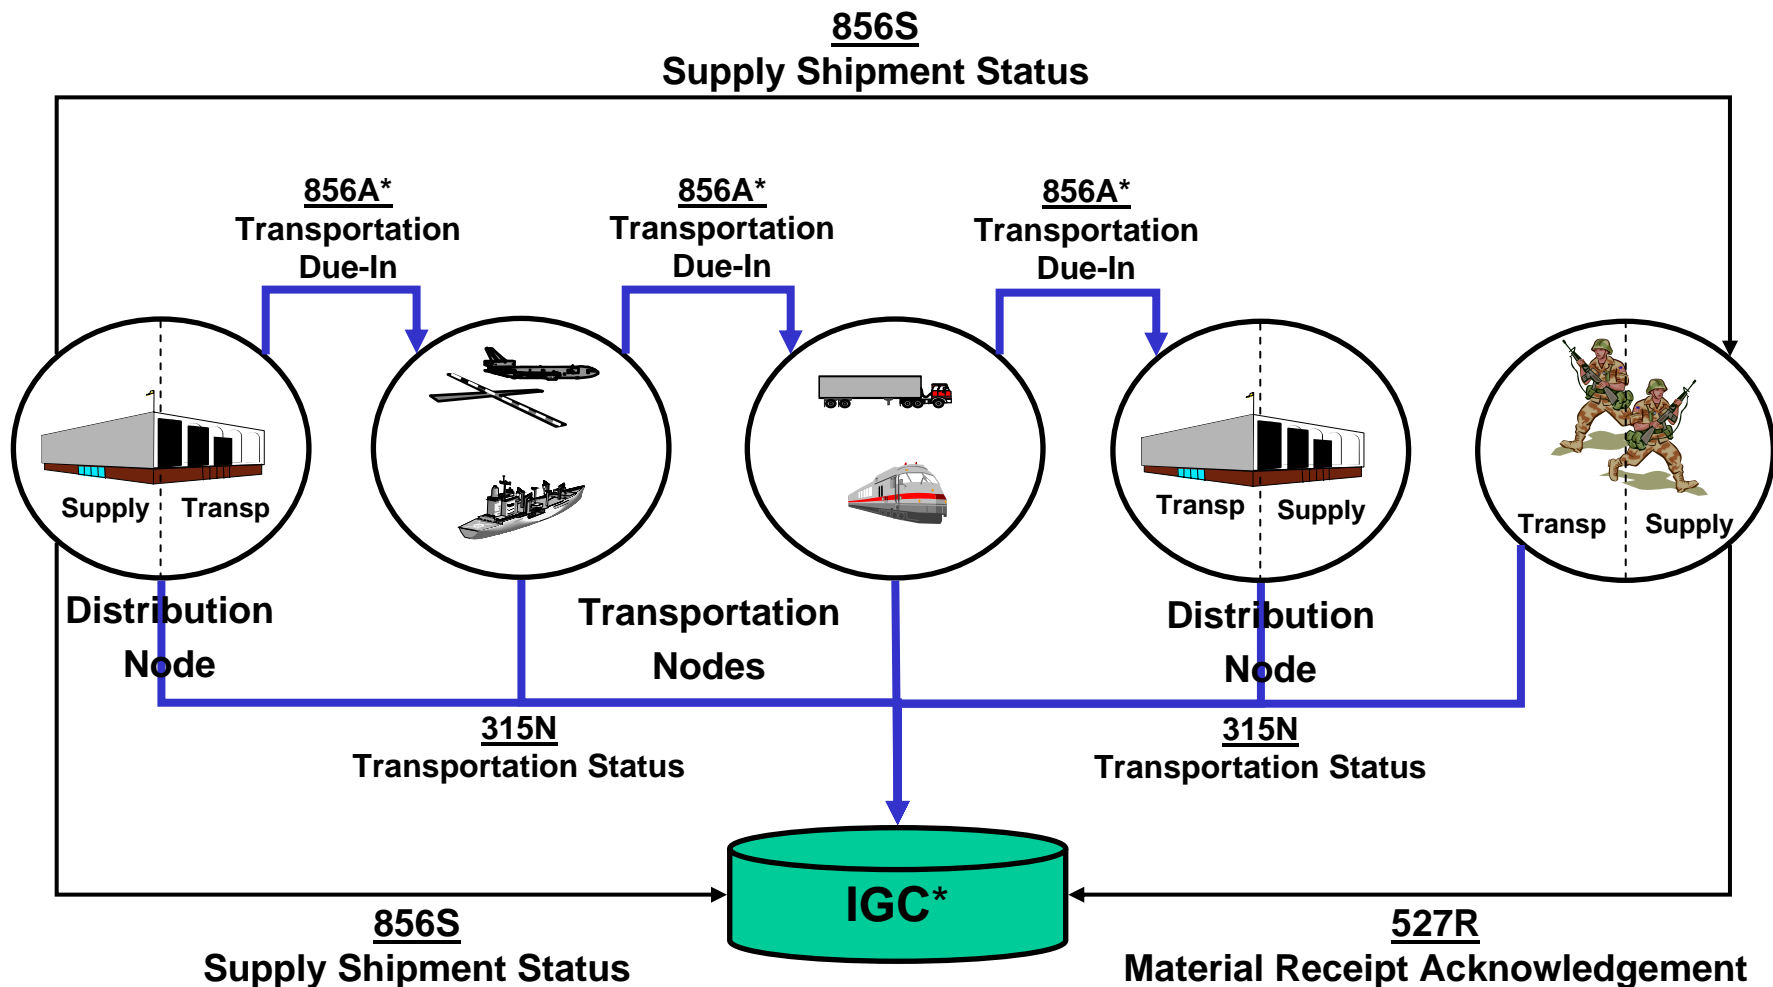 856S
Supply Shipment Status
856A*
Transportation
Due-In
856A*
Transportation
Due-In
856A*
Transportation
Due-In
Supply Transp
Transp Supply
Transp Supply
Distribution
Node
Transportation
Nodes
Distribution
Node
315N
Transportation Status
315N
Transportation Status
IGC*
856S
Supply Shipment Status
527R
Material Receipt Acknowledgement